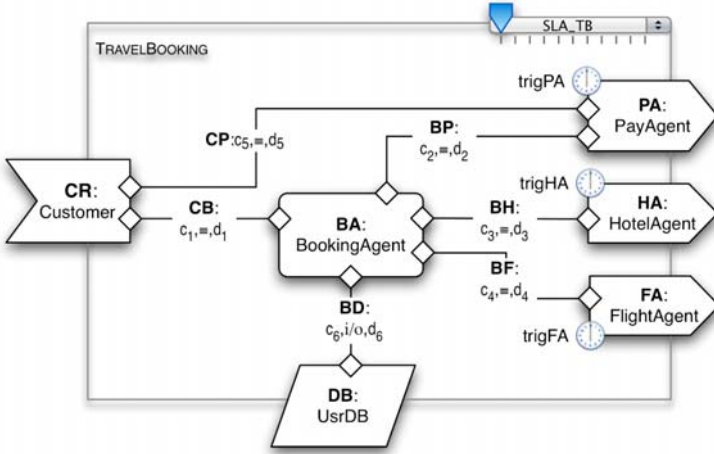 SLA_TB
TRAVELBOOKING
trigPA
PA:
PayAgent
CP:c₅,≡,d₅
BP:
c₂,≡,d₂
CR:
Customer
CB:
c₁,≡,d₁
BA:
BookingAgent
trigHA
BH:
c₃,≡,d₃
HA:
HotelAgent
BF:
c₄,≡,d₄
FA:
FlightAgent
trigFA
BD:
c₆,i/o,d₆
DB:
UsrDB